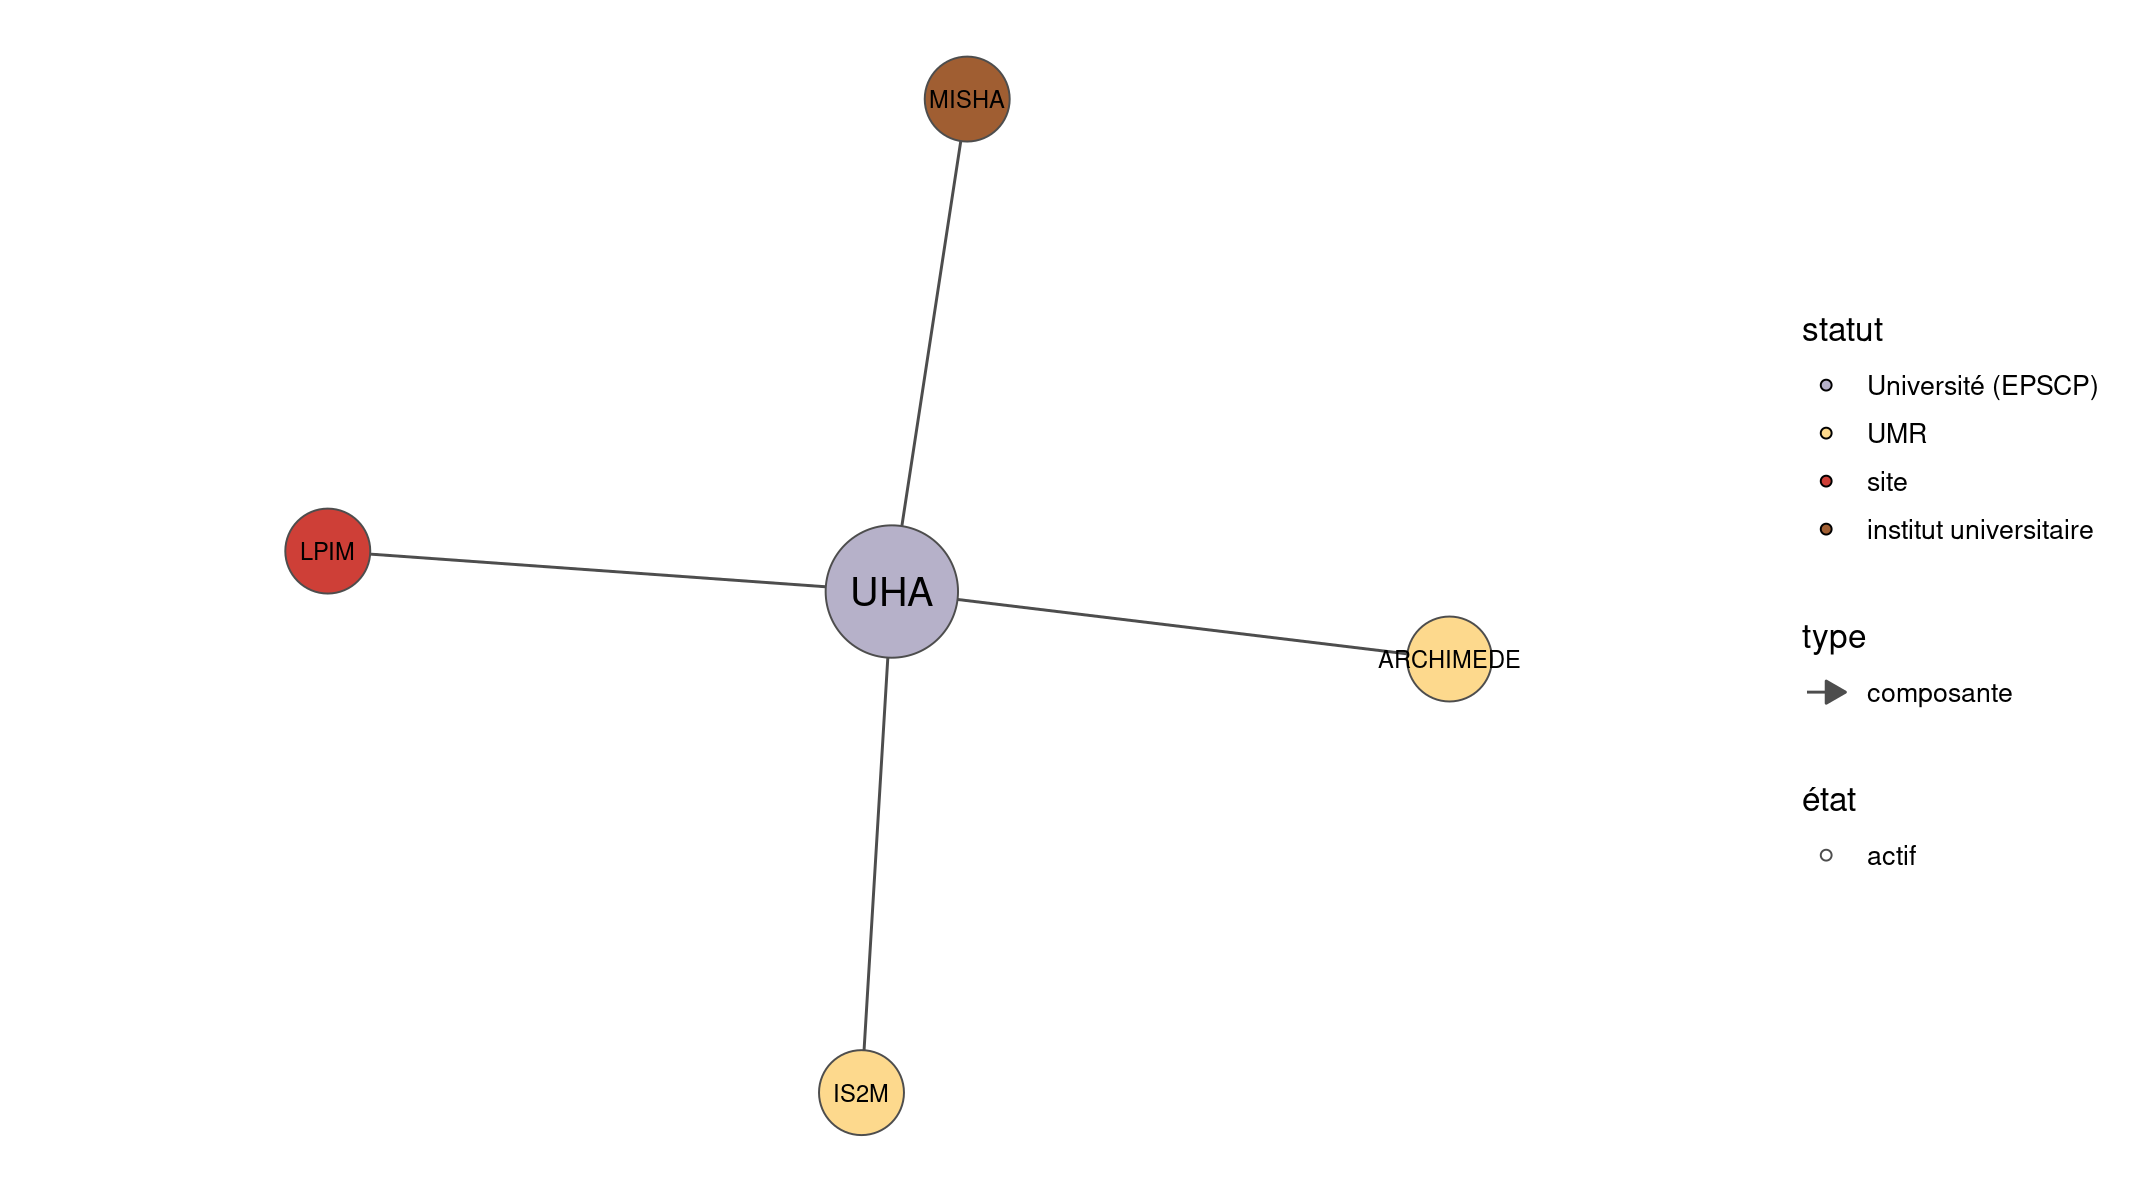 MISHA
LPIM
UHA
ARCHIMEDE
IS2M
statut
Université (EPSCP)
UMR
site
institut universitaire
type
composante
état
actif